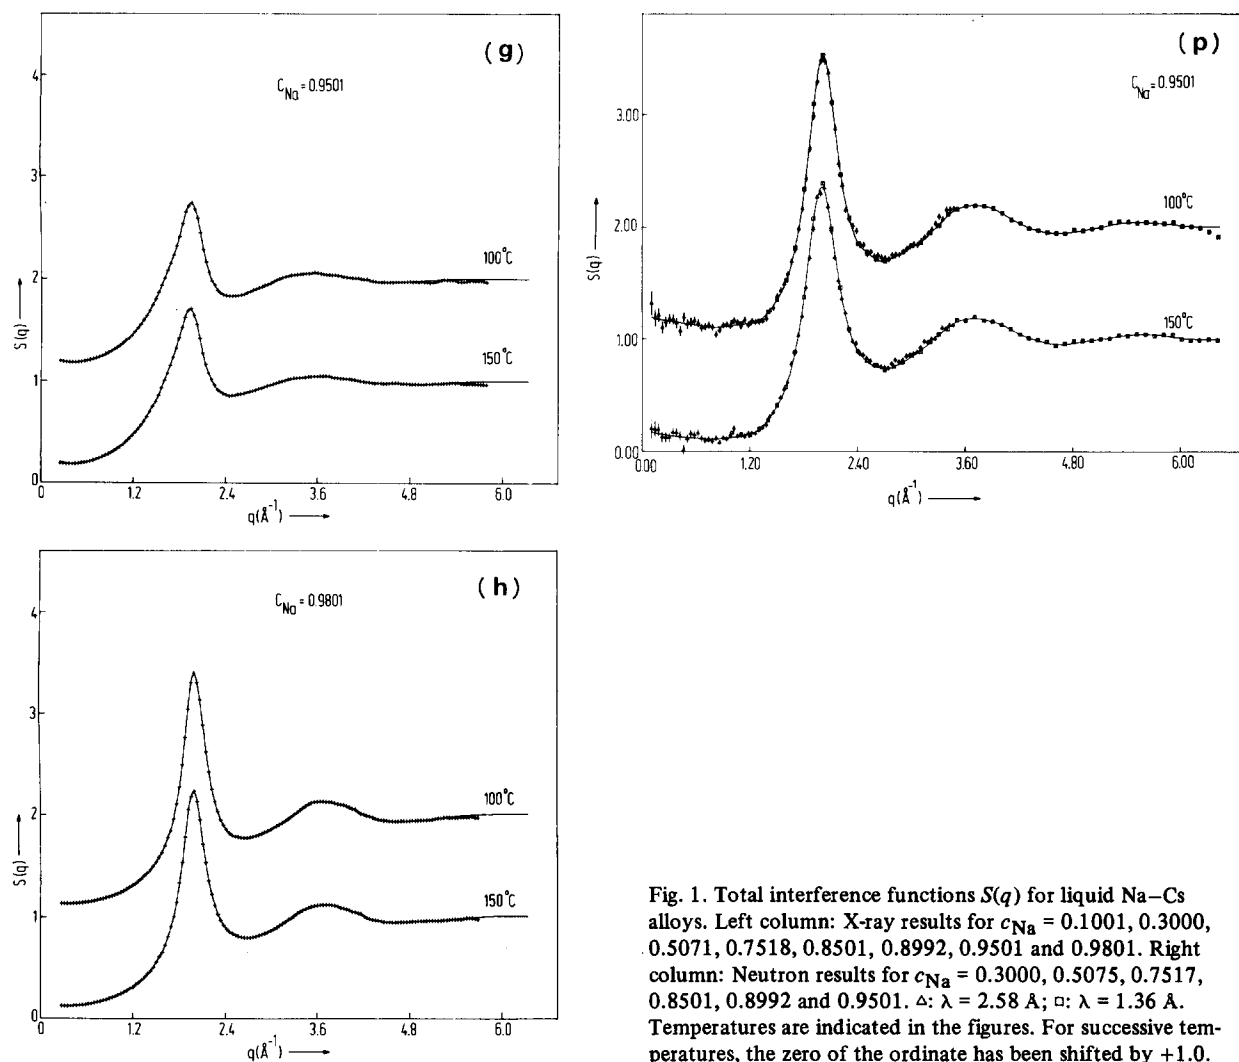 (g)
C_Na = 0.9501
4
3
2
1
0
S(q)
100°C
150°C
0
1.2
2.4
3.6
4.8
6.0
q(Å⁻¹)
(p)
C_Na = 0.9501
3.00
2.00
1.00
0.00
S(q)
100°C
150°C
0.00
1.20
2.40
3.60
4.80
6.00
q(Å⁻¹)
(h)
C_Na = 0.9801
4
3
2
1
0
S(q)
100°C
150°C
0
1.2
2.4
3.6
4.8
6.0
q(Å⁻¹)
Fig. 1. Total interference functions S(q) for liquid Na–Cs
alloys. Left column: X-ray results for c_Na = 0.1001, 0.3000,
0.5071, 0.7518, 0.8501, 0.8992, 0.9501 and 0.9801. Right
column: Neutron results for c_Na = 0.3000, 0.5075, 0.7517,
0.8501, 0.8992 and 0.9501. △: λ = 2.58 Å; □: λ = 1.36 Å.
Temperatures are indicated in the figures. For successive tem-
peratures, the zero of the ordinate has been shifted by +1.0.